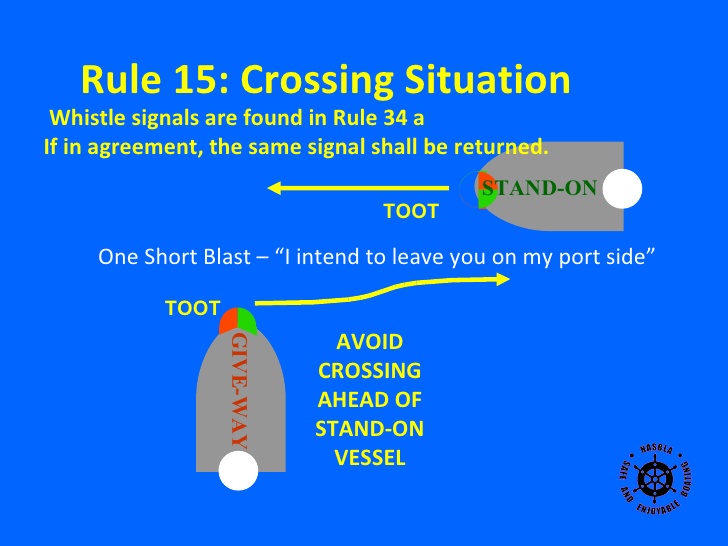 Rule 15: Crossing Situation
Whistle signals are found in Rule 34 a
If in agreement, the same signal shall be returned.
STAND-ON
TOOT
One Short Blast – “I intend to leave you on my port side”
TOOT
GIVE-WAY
AVOID
CROSSING
AHEAD OF
STAND-ON
VESSEL
• NASBLA •
SAFE AND ENJOYABLE BOATING